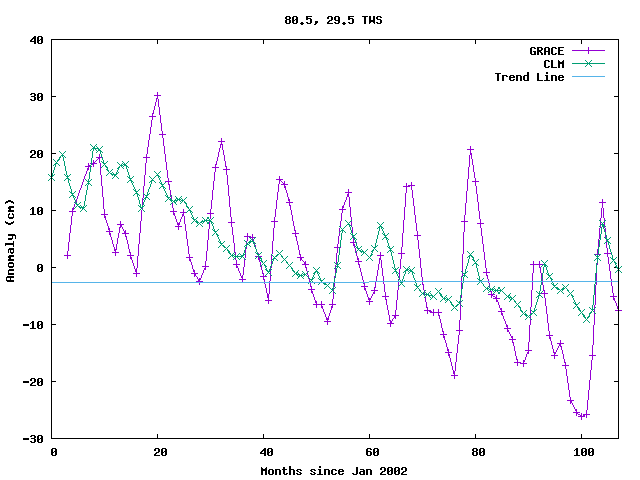 80.5, 29.5 TWS
GRACE
CLM
Trend Line
40
30
20
10
0
-10
-20
-30
Anomaly (cm)
0 20 40 60 80 100
Months since Jan 2002